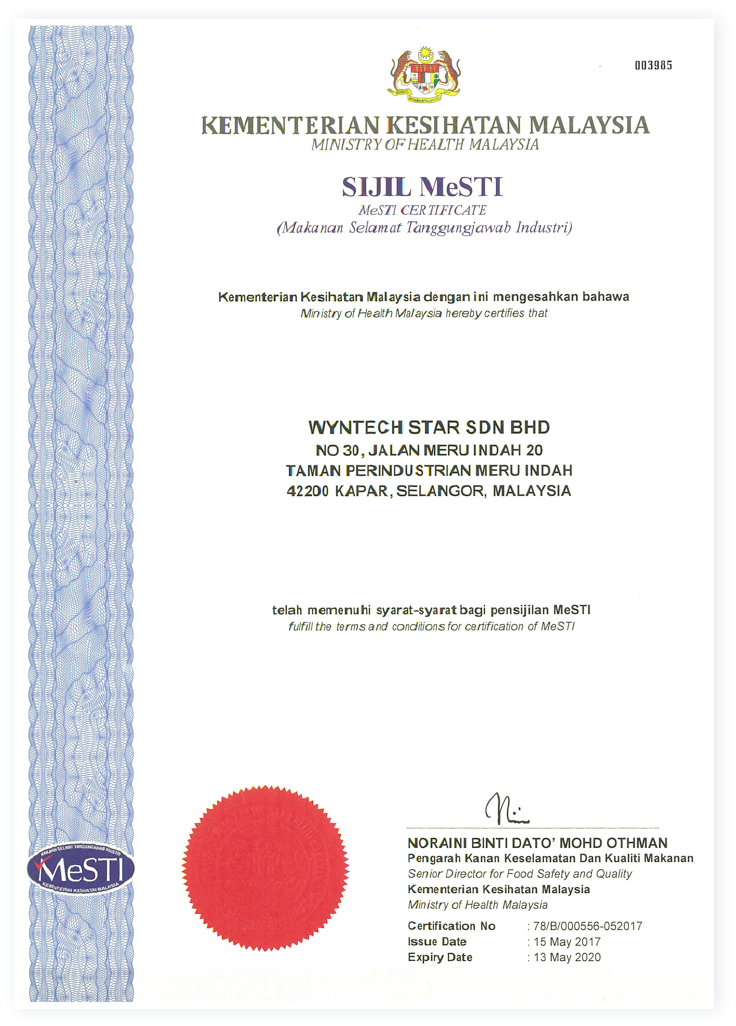 003985
KEMENTERIAN KESIHATAN MALAYSIA
MINISTRY OF HEALTH MALAYSIA
SIJIL MeSTI
MeSTI CERTIFICATE
(Makanan Selamat Tanggungjawab Industri)
Kementerian Kesihatan Malaysia dengan ini mengesahkan bahawa
Ministry of Health Malaysia hereby certifies that
WYNTECH STAR SDN BHD
NO 30, JALAN MERU INDAH 20
TAMAN PERINDUSTRIAN MERU INDAH
42200 KAPAR, SELANGOR, MALAYSIA
telah memenuhi syarat-syarat bagi pensijilan MeSTI
fulfill the terms and conditions for certification of MeSTI
MAKANAN SELAMAT TANGGUNGJAWAB INDUSTRI
MeSTI
KEMENTERIAN KESIHATAN MALAYSIA
NORAINI BINTI DATO’ MOHD OTHMAN
Pengarah Kanan Keselamatan Dan Kualiti Makanan
Senior Director for Food Safety and Quality
Kementerian Kesihatan Malaysia
Ministry of Health Malaysia
Certification No : 78/B/000556-052017
Issue Date : 15 May 2017
Expiry Date : 13 May 2020